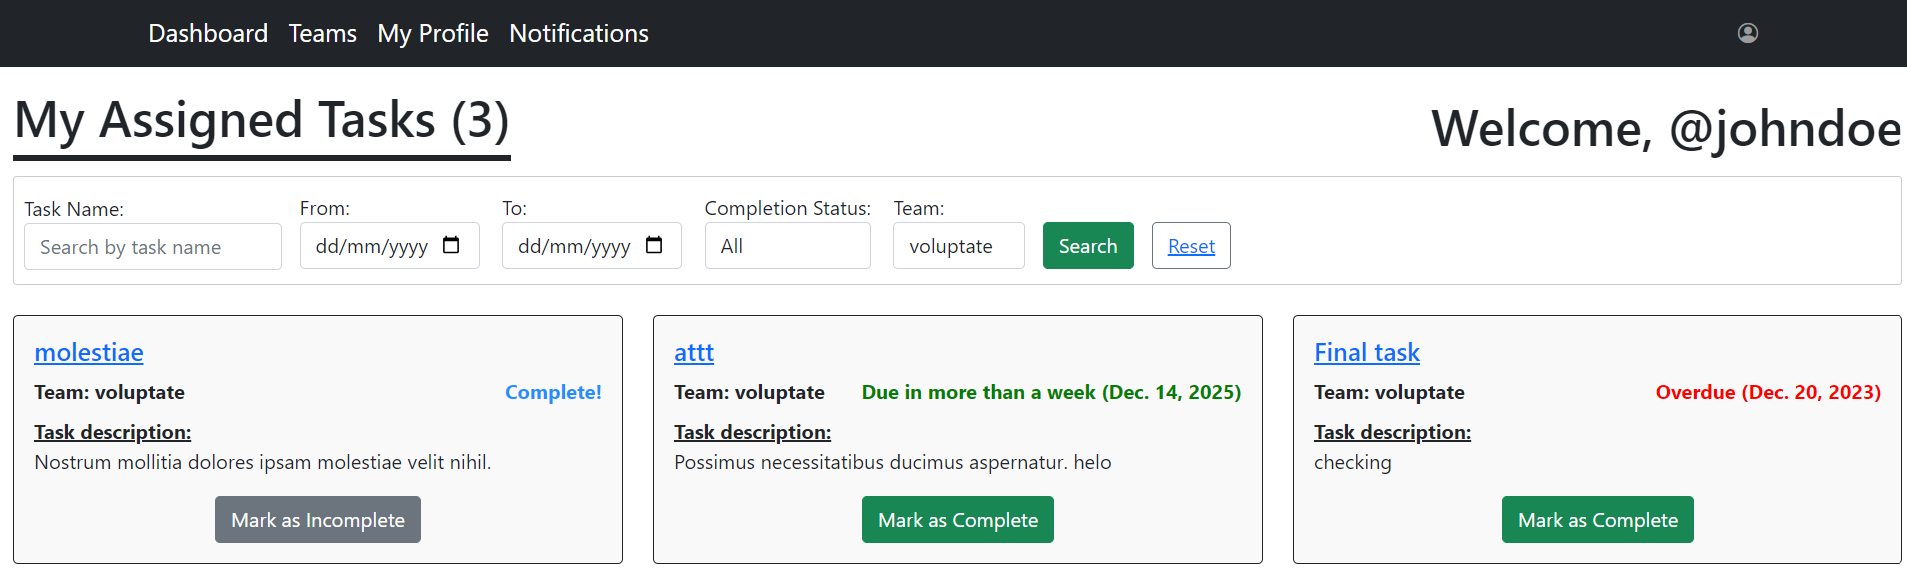 Dashboard Teams My Profile Notifications
My Assigned Tasks (3)
Welcome, @johndoe
Task Name: From: To: Completion Status: Team:
Search by task name dd/mm/yyyy dd/mm/yyyy All voluptate Search Reset
molestiae
Team: voluptate Complete!
Task description:
Nostrum mollitia dolores ipsam molestiae velit nihil.
Mark as Incomplete
attt
Team: voluptate Due in more than a week (Dec. 14, 2025)
Task description:
Possimus necessitatibus ducimus aspernatur. helo
Mark as Complete
Final task
Team: voluptate Overdue (Dec. 20, 2023)
Task description:
checking
Mark as Complete